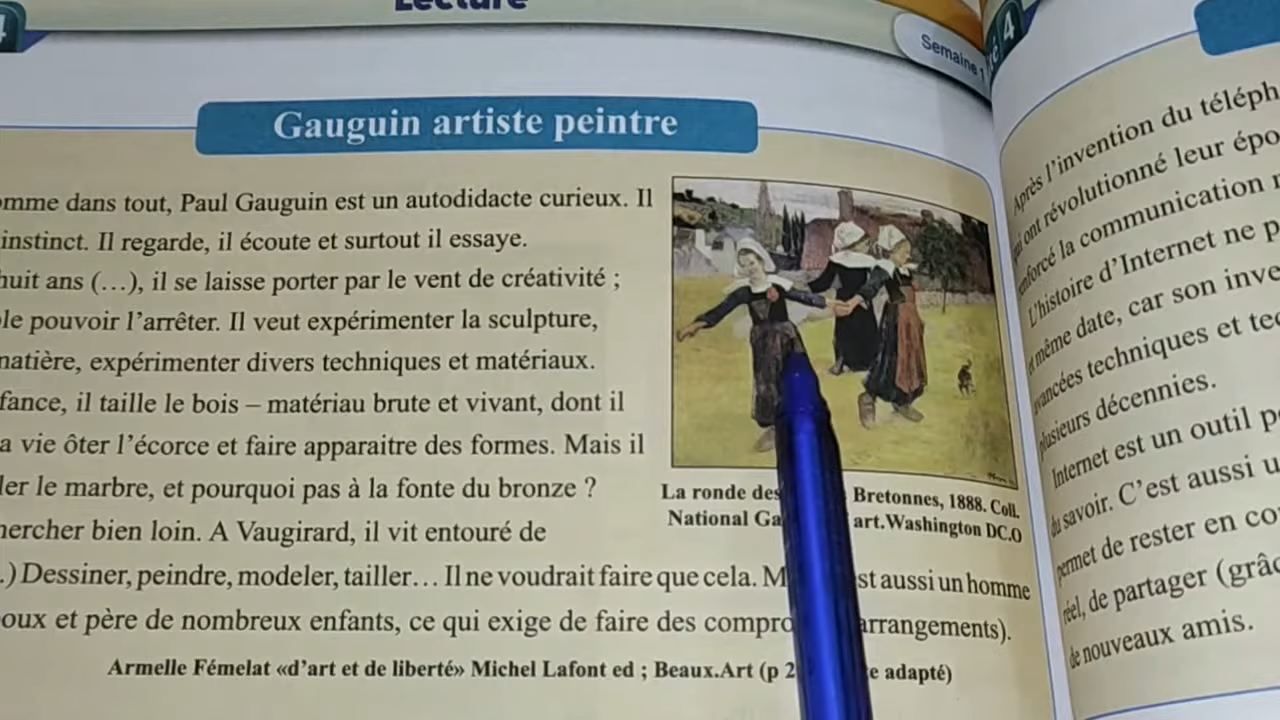 Lecture
Semaine 1
4
Gauguin artiste peintre
omme dans tout, Paul Gauguin est un autodidacte curieux. Il
instinct. Il regarde, il écoute et surtout il essaye.
huit ans (…), il se laisse porter par le vent de créativité ;
le pouvoir l'arrêter. Il veut expérimenter la sculpture,
matière, expérimenter divers techniques et matériaux.
fance, il taille le bois – matériau brute et vivant, dont il
a vie ôter l'écorce et faire apparaitre des formes. Mais il
ler le marbre, et pourquoi pas à la fonte du bronze ?
hercher bien loin. A Vaugirard, il vit entouré de
.) Dessiner, peindre, modeler, tailler… Il ne voudrait faire que cela. M st aussi un homme
oux et père de nombreux enfants, ce qui exige de faire des compro arrangements).
Armelle Fémelat «d'art et de liberté» Michel Lafont ed ; Beaux.Art (p 2 e adapté)
La ronde des Bretonnes, 1888. Coll.
National Ga art.Washington DC.O
Après l'invention du téléph
ui ont révolutionné leur épo
enforcé la communication
L'histoire d'Internet ne p
et même date, car son inve
avancées techniques et tec
plusieurs décennies.
Internet est un outil p
du savoir. C'est aussi u
permet de rester en co
réel, de partager (grâc
de nouveaux amis.